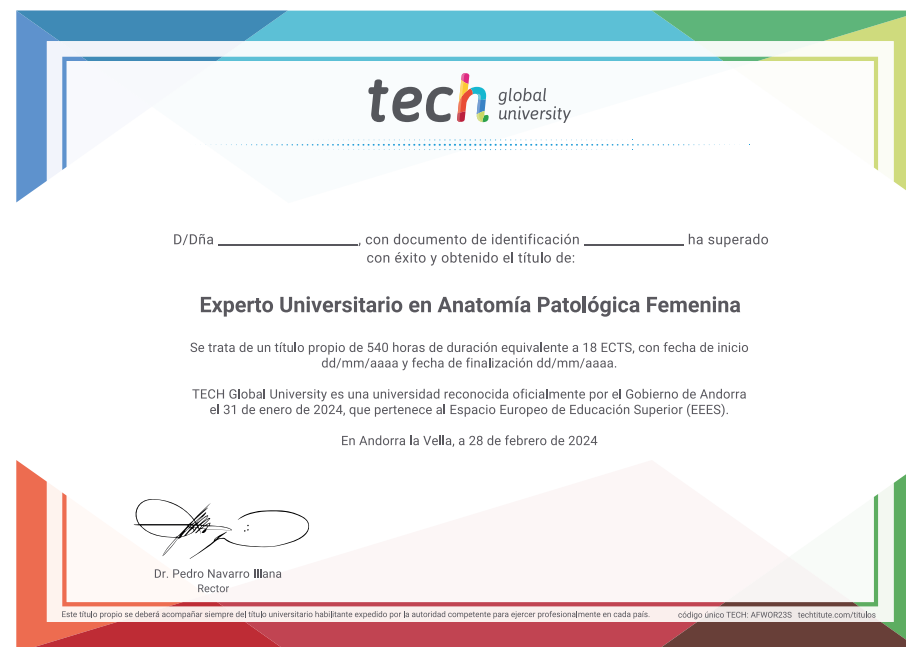 tech global university
D/Dña ____________________, con documento de identificación ______________ ha superado
con éxito y obtenido el título de:
Experto Universitario en Anatomía Patológica Femenina
Se trata de un título propio de 540 horas de duración equivalente a 18 ECTS, con fecha de inicio
dd/mm/aaaa y fecha de finalización dd/mm/aaaa.
TECH Global University es una universidad reconocida oficialmente por el Gobierno de Andorra
el 31 de enero de 2024, que pertenece al Espacio Europeo de Educación Superior (EEES).
En Andorra la Vella, a 28 de febrero de 2024
Dr. Pedro Navarro Illana
Rector
Este título propio se deberá acompañar siempre del título universitario habilitante expedido por la autoridad competente para ejercer profesionalmente en cada país. código único TECH: AFWOR23S techtitute.com/titulos